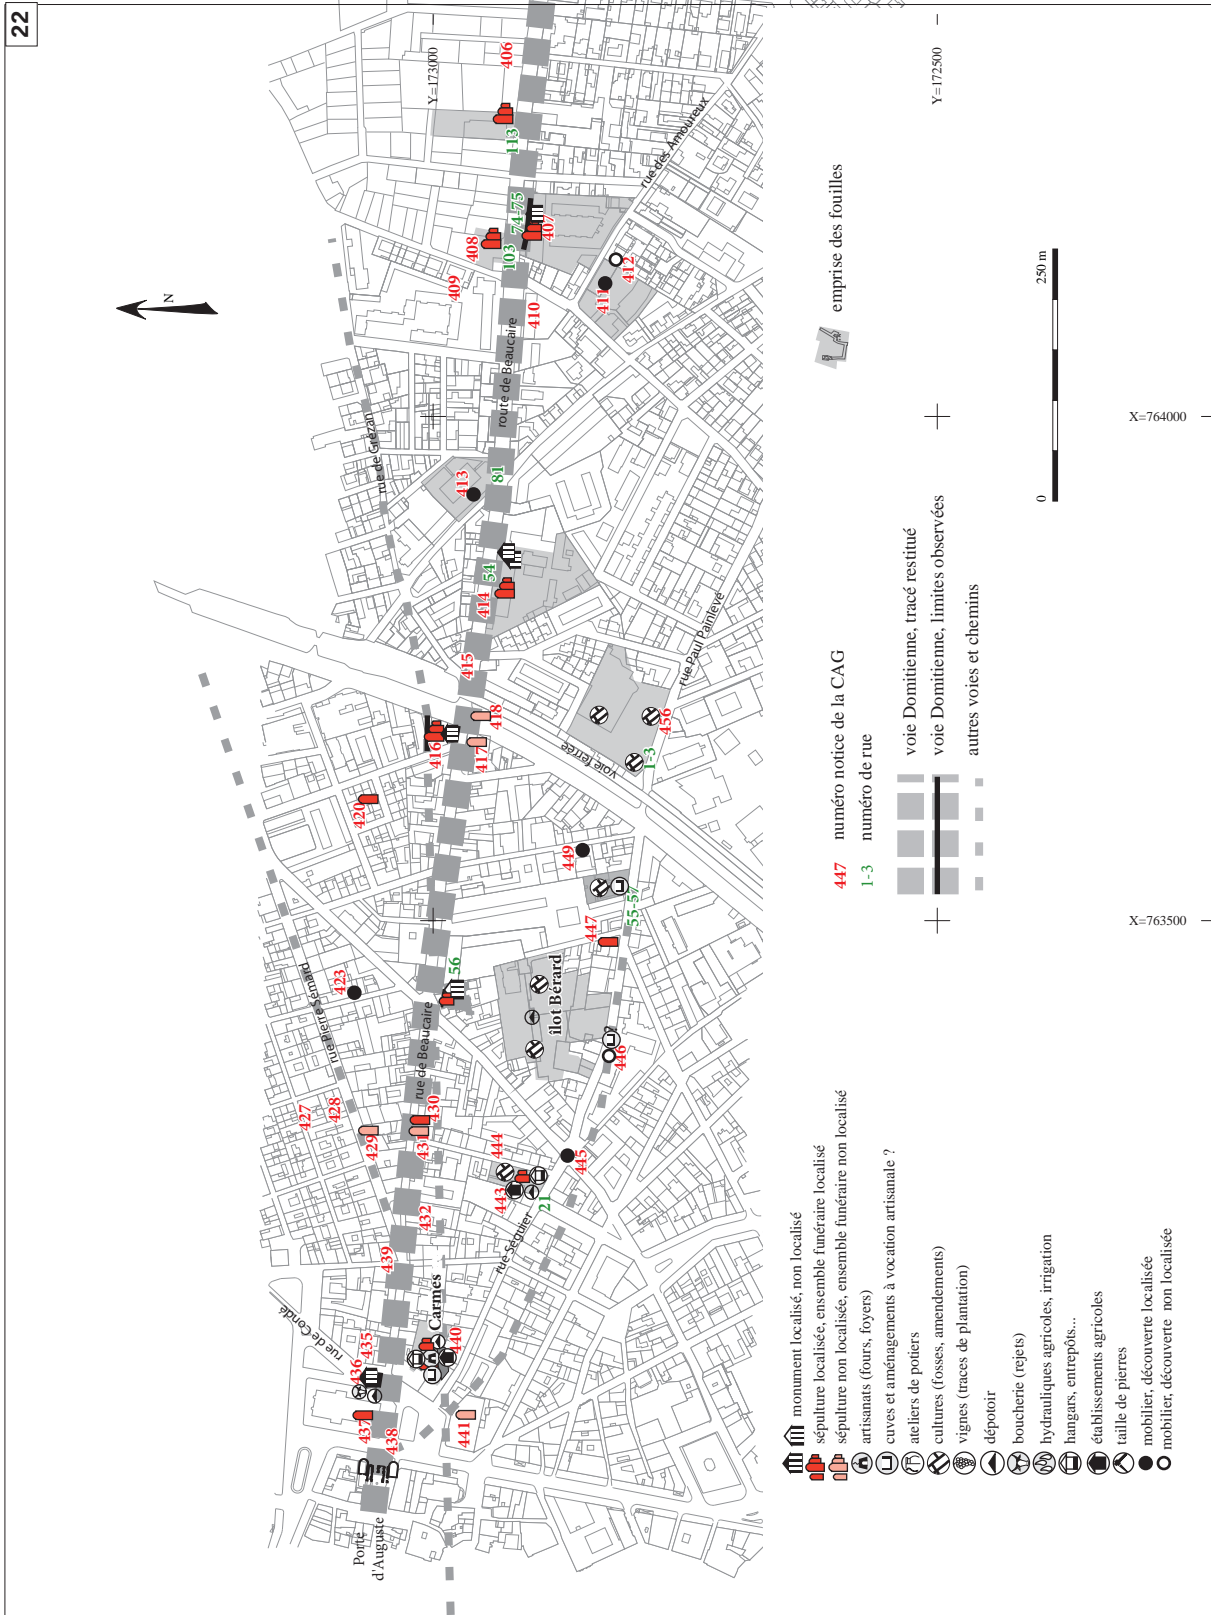 22
Y=173000
Y=172500
X=764000
X=763500
N
rue de Grézan
rue des Amoureux
route de Beaucaire
rue Paul Painlevé
voie ferrée
rue Pierre Sémard
rue de Beaucaire
rue Séguier
rue de Condé
Porte
d'Auguste
Carmes
îlot Bérard
406
113
74-75
407
408
103
409
410
411
412
413
81
54
414
415
416
417
418
420
456
1-3
449
55-57
447
446
56
423
427
428
429
430
431
432
439
444
443
21
445
435
436
437
438
440
441
monument localisé, non localisé
sépulture localisée, ensemble funéraire localisé
sépulture non localisée, ensemble funéraire non localisé
artisanats (fours, foyers)
cuves et aménagements à vocation artisanale ?
ateliers de potiers
cultures (fosses, amendements)
vignes (traces de plantation)
dépotoir
boucherie (rejets)
hydrauliques agricoles, irrigation
hangars, entrepôts...
établissements agricoles
taille de pierres
mobilier, découverte localisée
mobilier, découverte non localisée
447 numéro notice de la CAG
1-3 numéro de rue
voie Domitienne, tracé restitué
voie Domitienne, limites observées
autres voies et chemins
emprise des fouilles
0 250 m